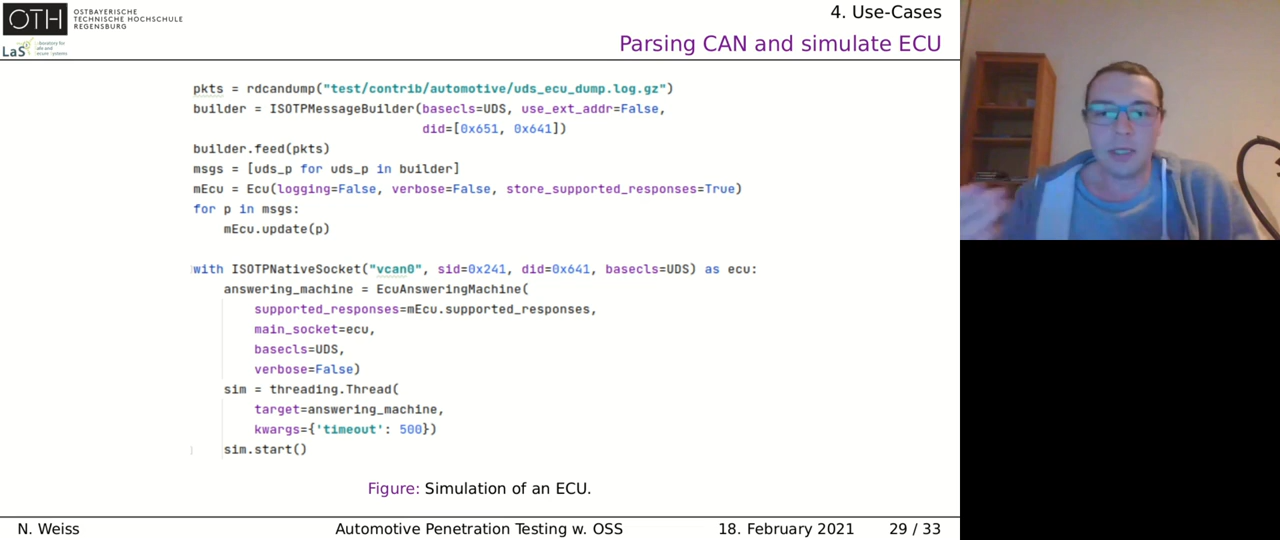 OTH
OSTBAYERISCHE
TECHNISCHE HOCHSCHULE
REGENSBURG
LaS³
4. Use-Cases
Parsing CAN and simulate ECU
pkts = rdcandump("test/contrib/automotive/uds_ecu_dump.log.gz")
builder = ISOTPMessageBuilder(basecls=UDS, use_ext_addr=False,
did=[0x651, 0x641])
builder.feed(pkts)
msgs = [uds_p for uds_p in builder]
mEcu = Ecu(logging=False, verbose=False, store_supported_responses=True)
for p in msgs:
mEcu.update(p)
with ISOTPNativeSocket("vcan0", sid=0x241, did=0x641, basecls=UDS) as ecu:
answering_machine = EcuAnsweringMachine(
supported_responses=mEcu.supported_responses,
main_socket=ecu,
basecls=UDS,
verbose=False)
sim = threading.Thread(
target=answering_machine,
kwargs={'timeout': 500})
sim.start()
Figure: Simulation of an ECU.
N. Weiss Automotive Penetration Testing w. OSS 18. February 2021 29 / 33